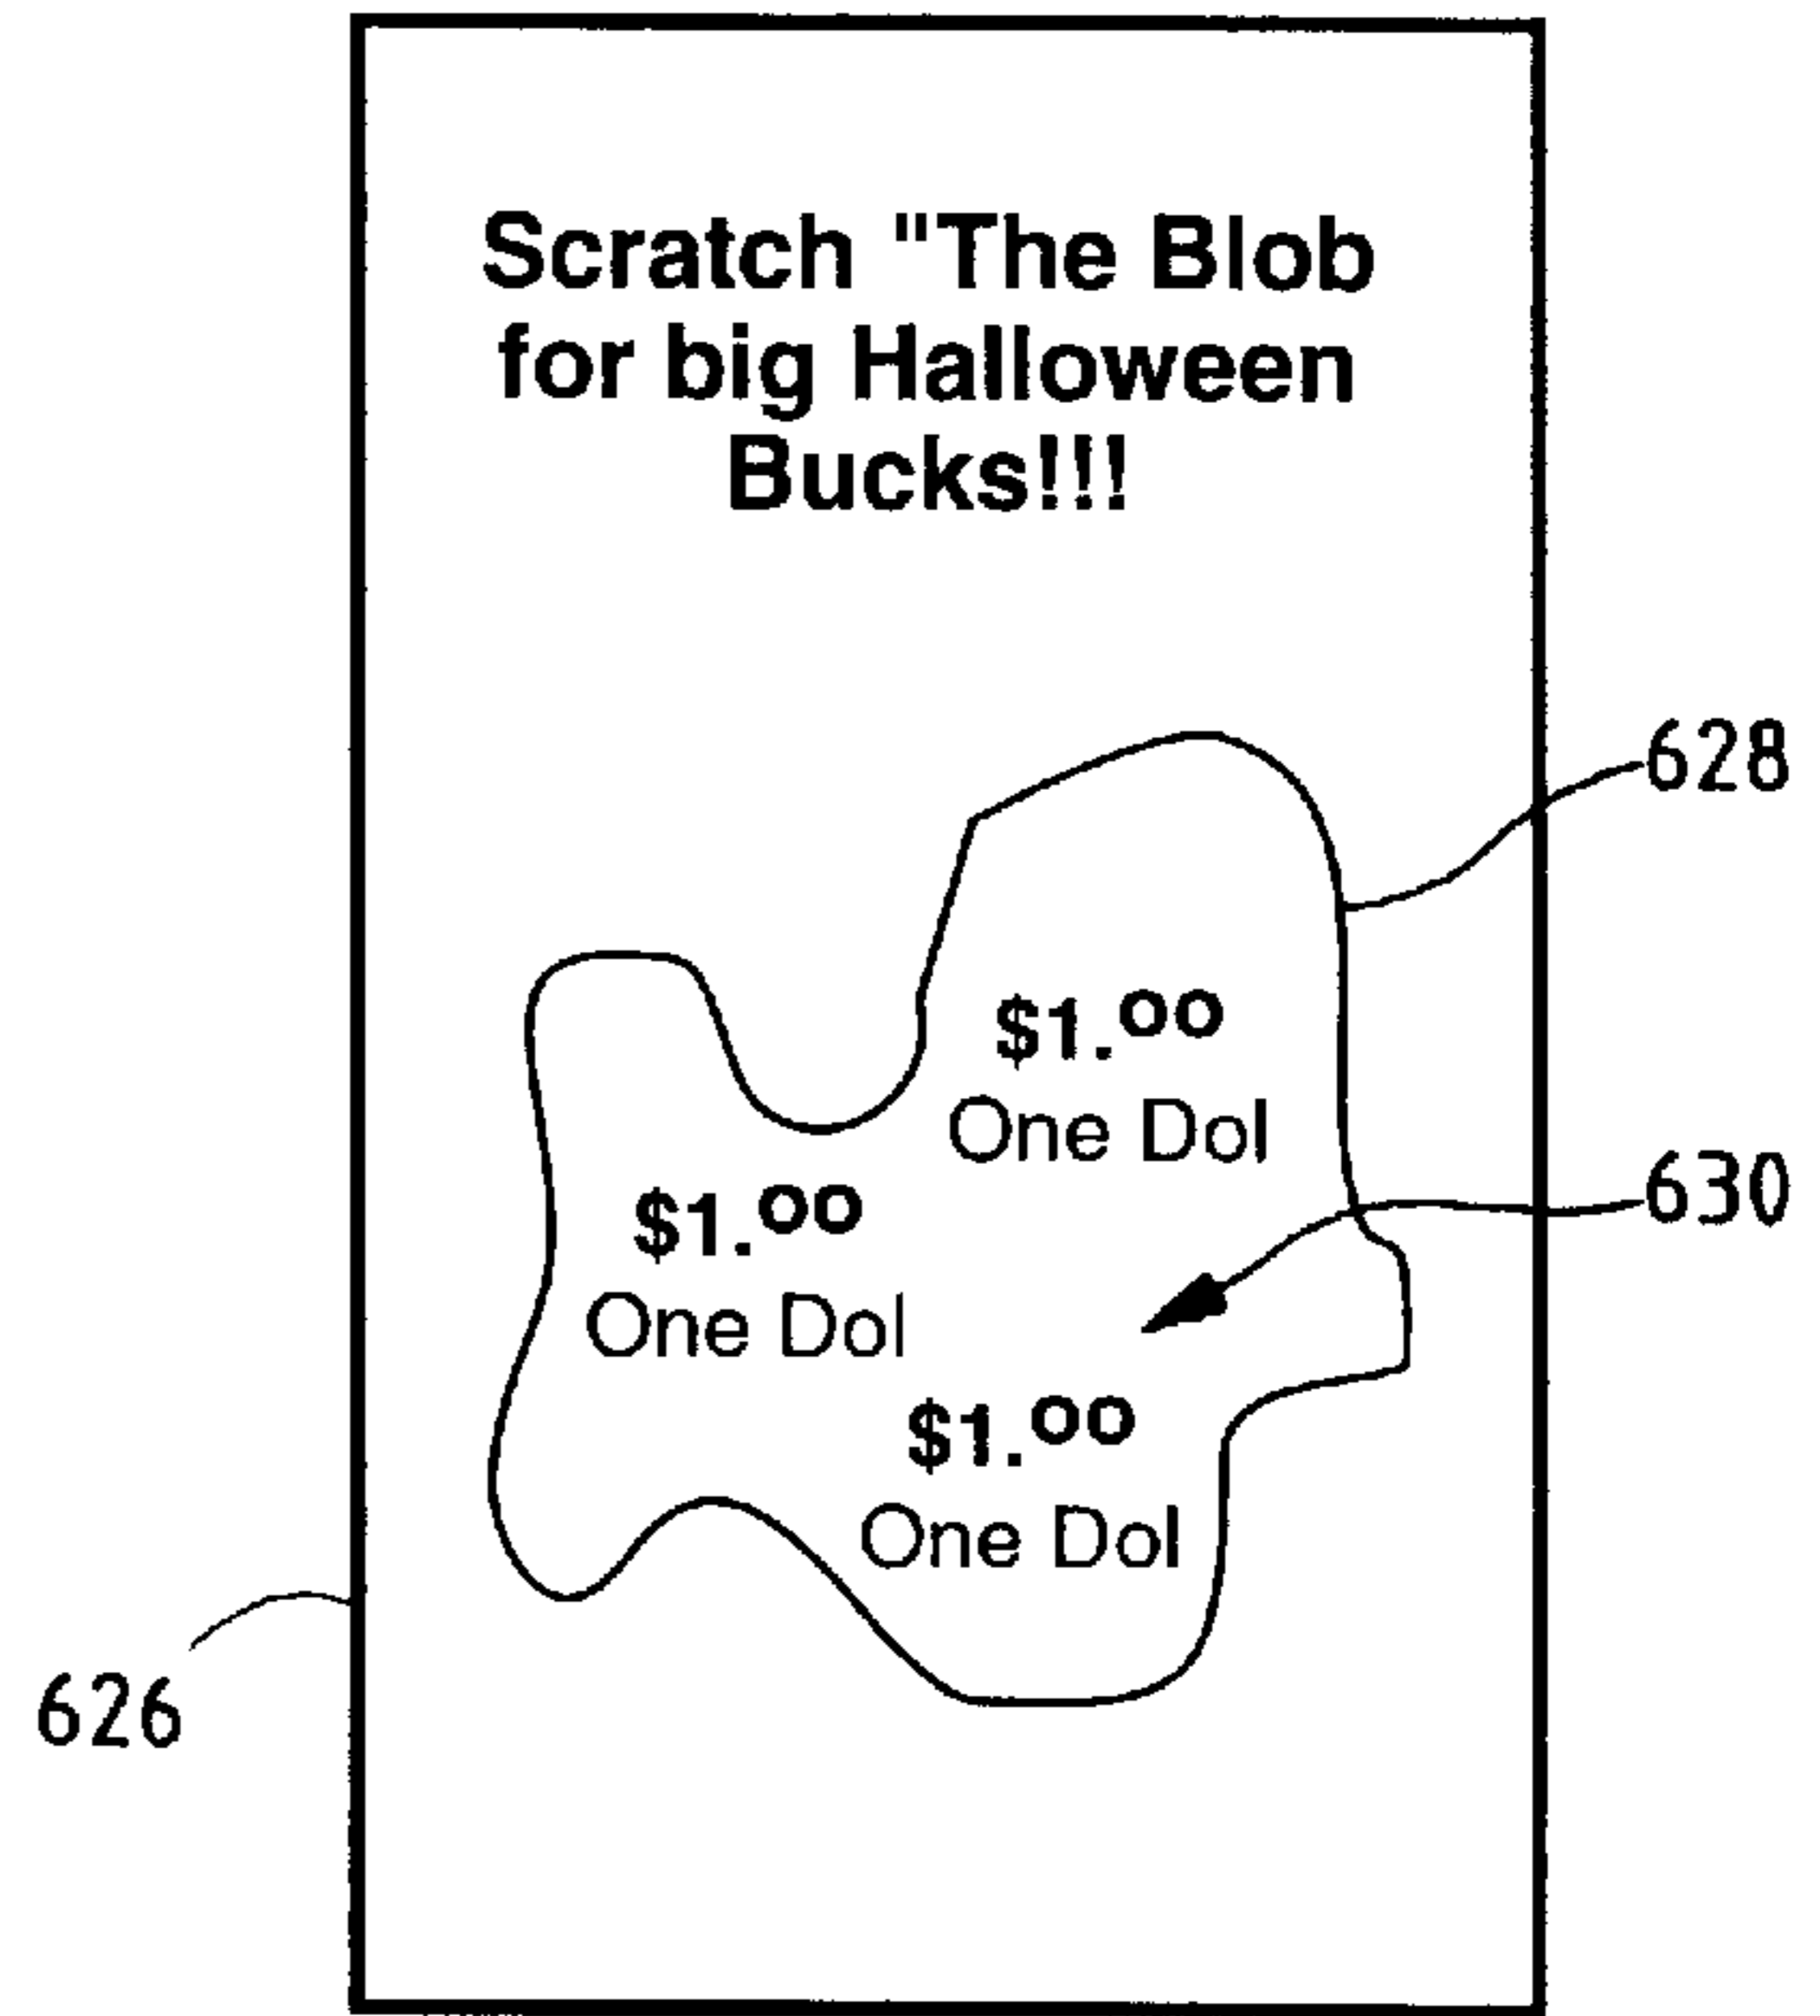 Scratch "The Blob
for big Halloween
Bucks!!!
628
$1.00
One Dol
630
$1.00
One Dol
$1.00
One Dol
626